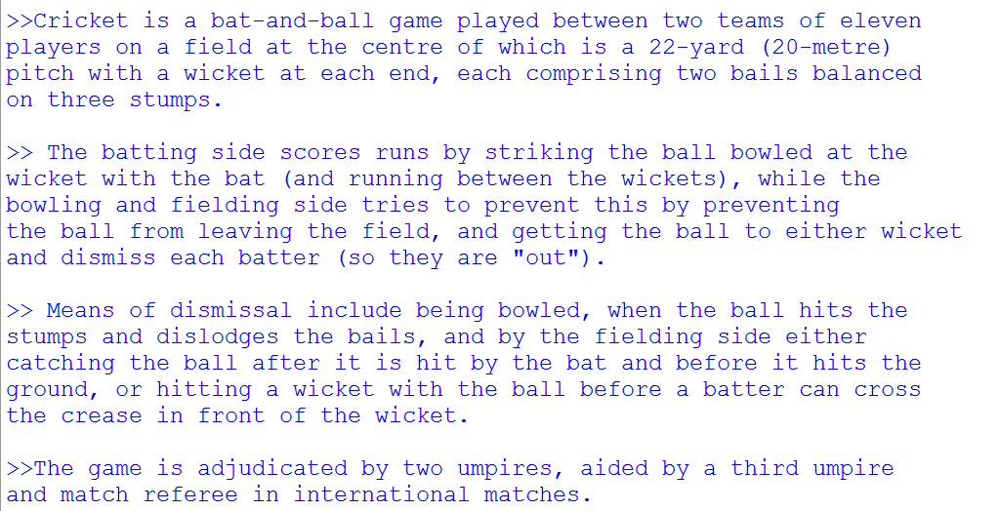 >>Cricket is a bat-and-ball game played between two teams of eleven
players on a field at the centre of which is a 22-yard (20-metre)
pitch with a wicket at each end, each comprising two bails balanced
on three stumps.
>> The batting side scores runs by striking the ball bowled at the
wicket with the bat (and running between the wickets), while the
bowling and fielding side tries to prevent this by preventing
the ball from leaving the field, and getting the ball to either wicket
and dismiss each batter (so they are "out").
>> Means of dismissal include being bowled, when the ball hits the
stumps and dislodges the bails, and by the fielding side either
catching the ball after it is hit by the bat and before it hits the
ground, or hitting a wicket with the ball before a batter can cross
the crease in front of the wicket.
>>The game is adjudicated by two umpires, aided by a third umpire
and match referee in international matches.